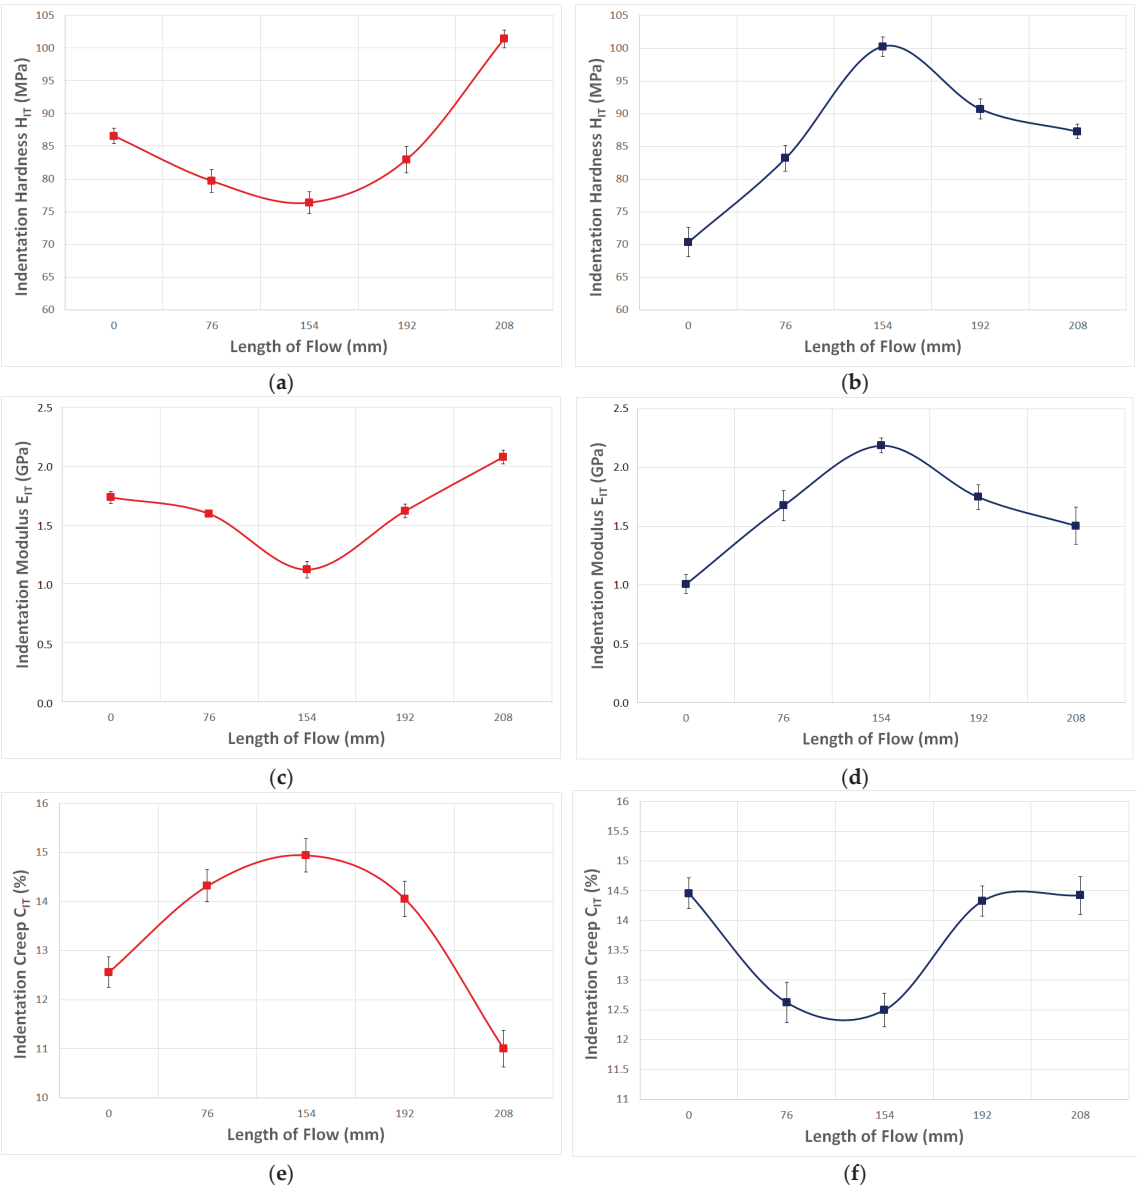 105
100
95
90
85
80
75
70
65
60
Indentation Hardness HIT (MPa)
0 76 154 192 208
Length of Flow (mm)
(a)
105
100
95
90
85
80
75
70
65
60
Indentation Hardness HIT (MPa)
0 76 154 192 208
Length of Flow (mm)
(b)
2.5
2.0
1.5
1.0
0.5
0.0
Indentation Modulus EIT (GPa)
0 76 154 192 208
Length of Flow (mm)
(c)
2.5
2.0
1.5
1.0
0.5
0.0
Indentation Modulus EIT (GPa)
0 76 154 192 208
Length of Flow (mm)
(d)
16
15
14
13
12
11
10
Indentation Creep CIT (%)
0 76 154 192 208
Length of Flow (mm)
(e)
16
15.5
15
14.5
14
13.5
13
12.5
12
11.5
11
Indentation Creep CIT (%)
0 76 154 192 208
Length of Flow (mm)
(f)